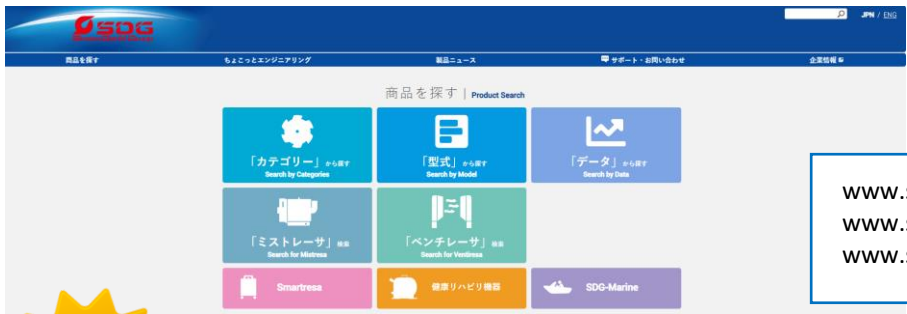 SDG
JPN / ENG
商品を探す
ちょこっとエンジニアリング
製品ニュース
サポート・お問い合わせ
企業情報
商品を探す | Product Search
「カテゴリー」から探す
Search by Categories
「型式」から探す
Search by Model
「データ」から探す
Search by Data
「ミストレーサ」検索
Search for Mistresa
「ベンチレーサ」検索
Search for Ventiresa
Smartresa
健康リハビリ機器
SDG-Marine
www.s
www.s
www.s